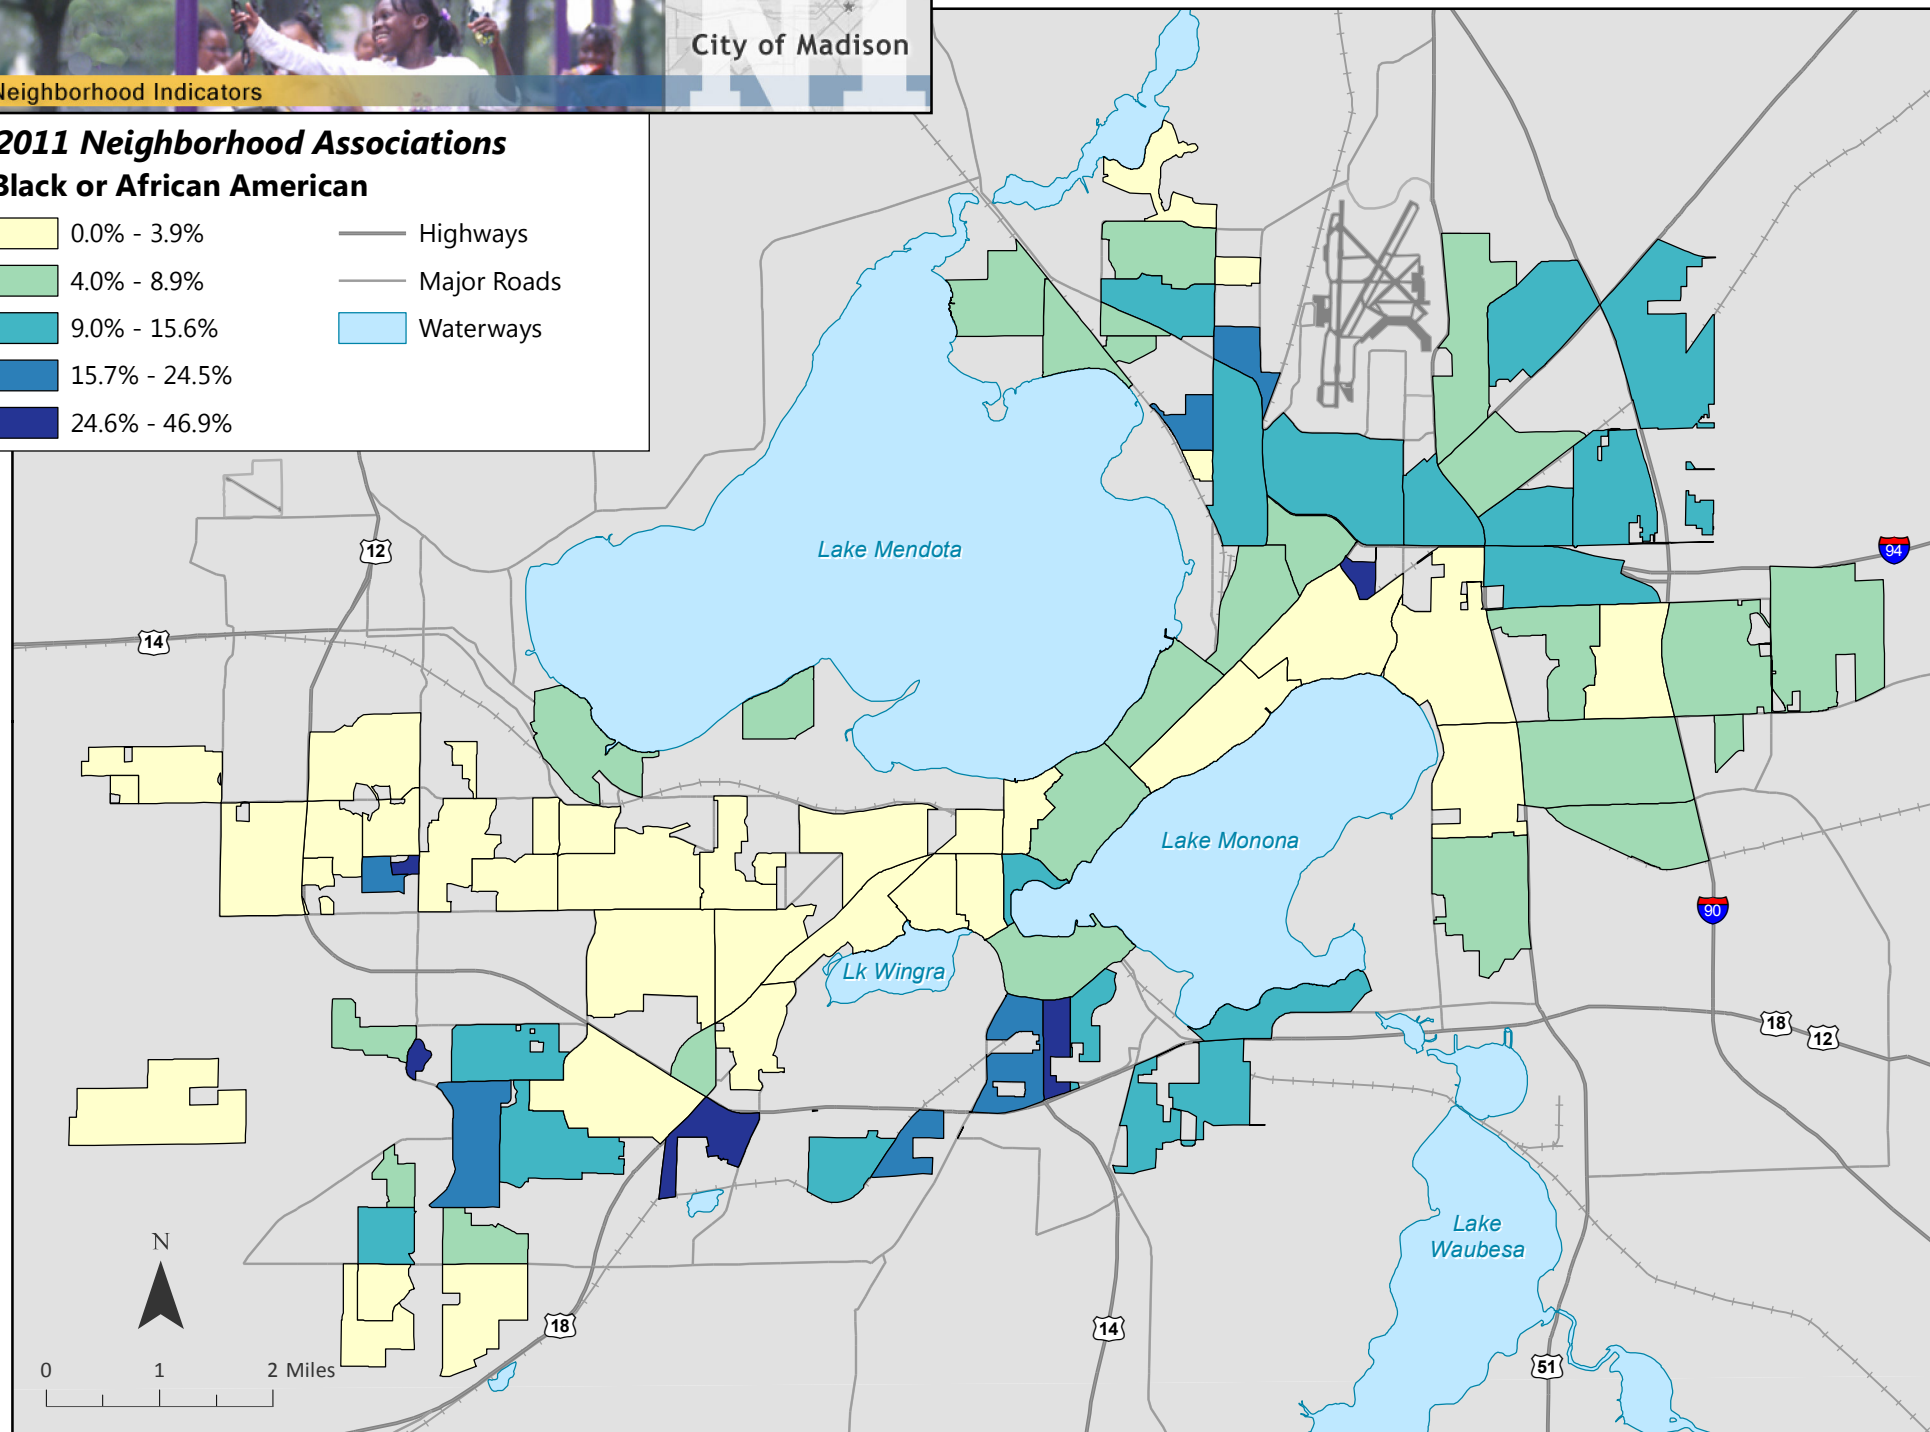 City of Madison
Neighborhood Indicators
2011 Neighborhood Associations
Black or African American
0.0% - 3.9%
4.0% - 8.9%
9.0% - 15.6%
15.7% - 24.5%
24.6% - 46.9%
Highways
Major Roads
Waterways
12
Lake Mendota
94
14
Lake Monona
90
Lk Wingra
18
12
Lake
Waubesa
N
18
14
51
0 1 2 Miles